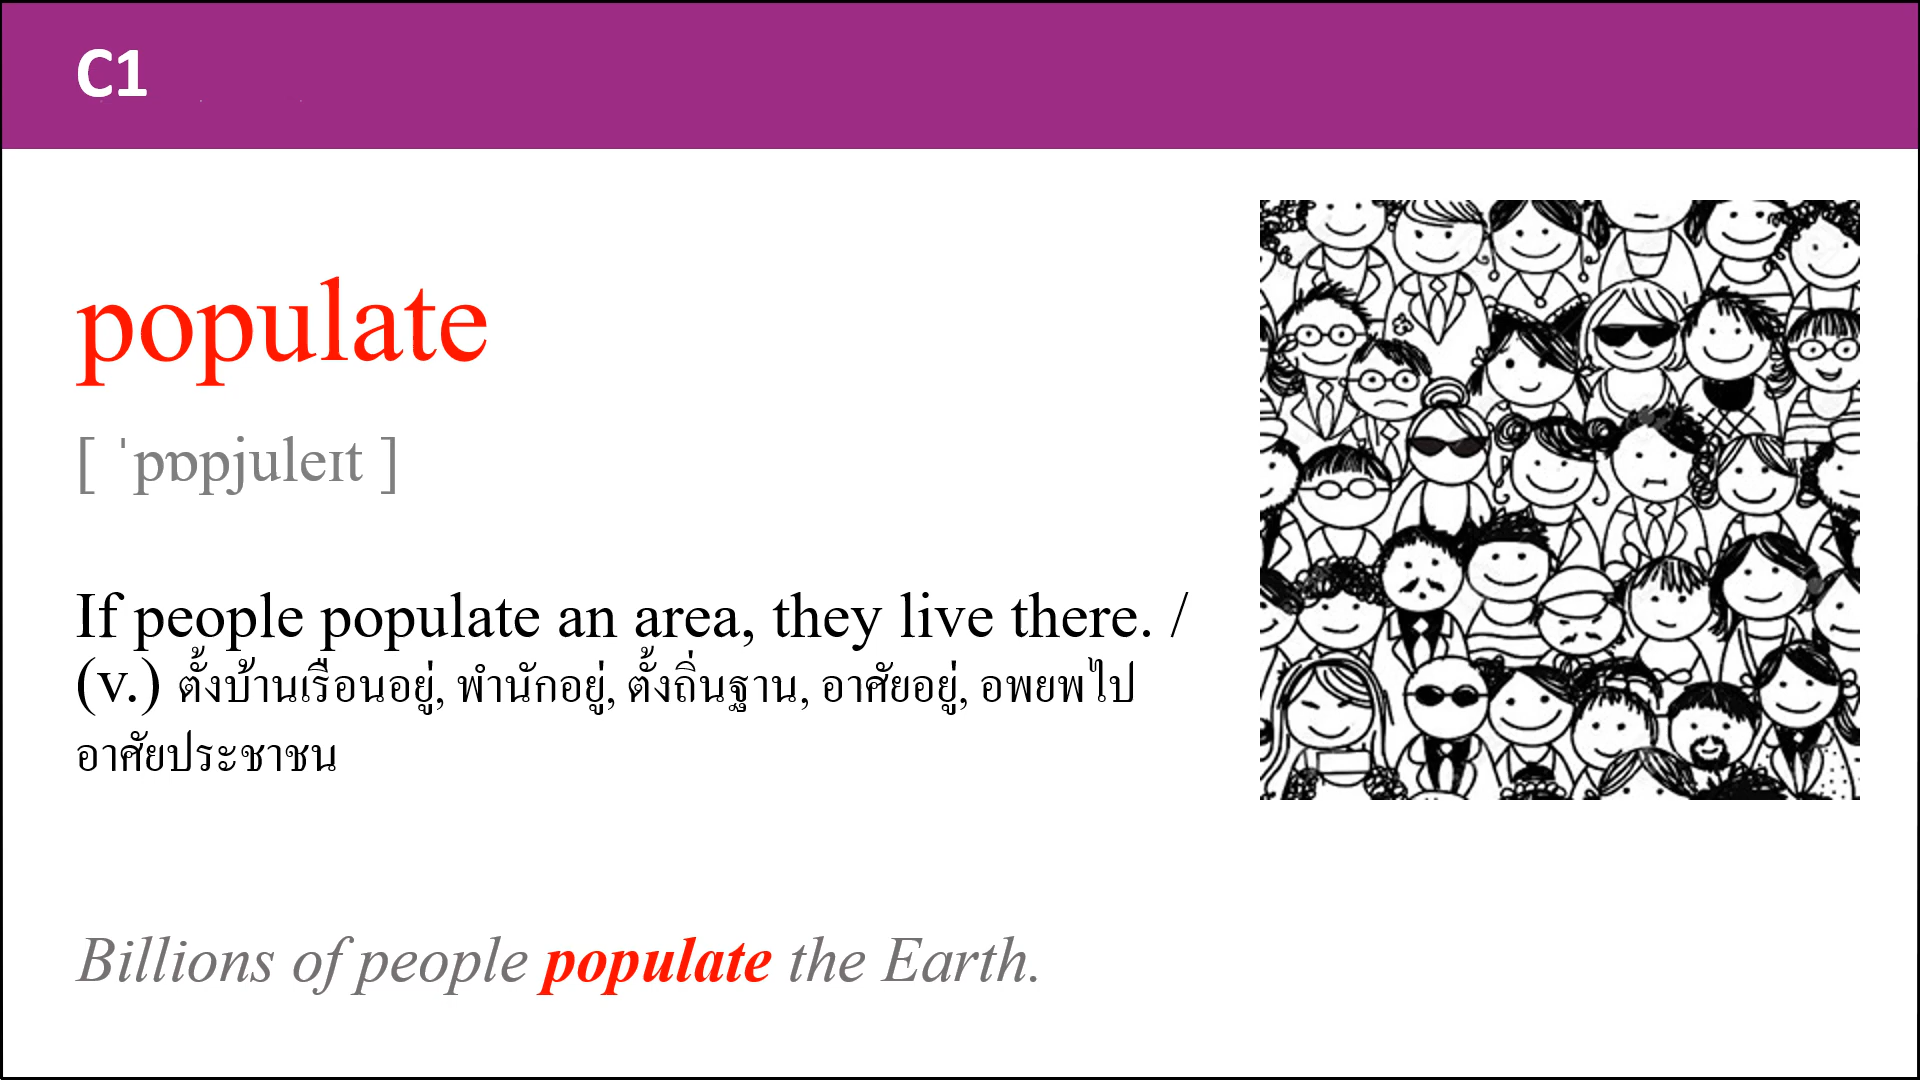 C1
populate
[ ˈpɒpjuleɪt ]
If people populate an area, they live there. /
(v.) ตั้งบ้านเรือนอยู่, พำนักอยู่, ตั้งถิ่นฐาน, อาศัยอยู่, อพยพไป
อาศัยประชาชน
Billions of people populate the Earth.